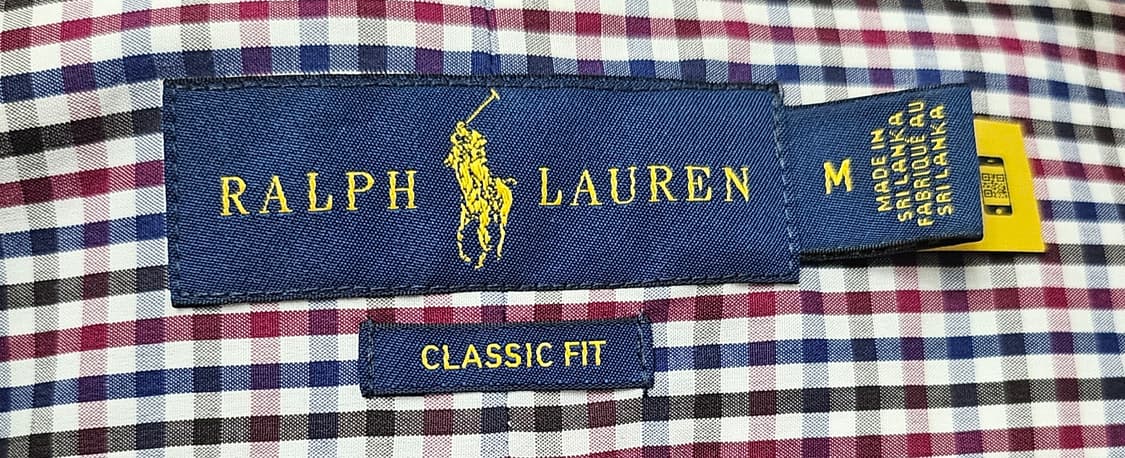 RALPH LAUREN
M
MADE IN
SRI LANKA
FABRIQUÉ AU
SRI LANKA
CLASSIC FIT